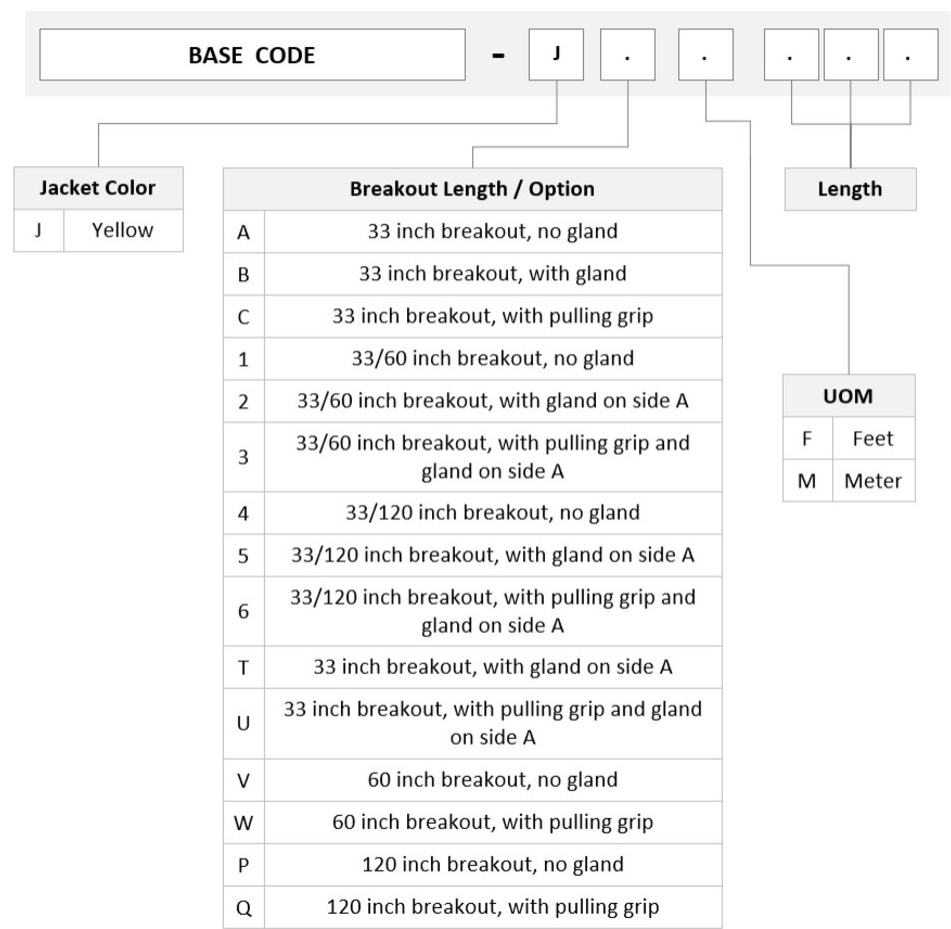 BASE CODE - J . . . . .
Jacket Color
J Yellow
Breakout Length / Option
A 33 inch breakout, no gland
B 33 inch breakout, with gland
C 33 inch breakout, with pulling grip
1 33/60 inch breakout, no gland
2 33/60 inch breakout, with gland on side A
3 33/60 inch breakout, with pulling grip and
gland on side A
4 33/120 inch breakout, no gland
5 33/120 inch breakout, with gland on side A
6 33/120 inch breakout, with pulling grip and
gland on side A
T 33 inch breakout, with gland on side A
U 33 inch breakout, with pulling grip and gland
on side A
V 60 inch breakout, no gland
W 60 inch breakout, with pulling grip
P 120 inch breakout, no gland
Q 120 inch breakout, with pulling grip
Length
UOM
F Feet
M Meter